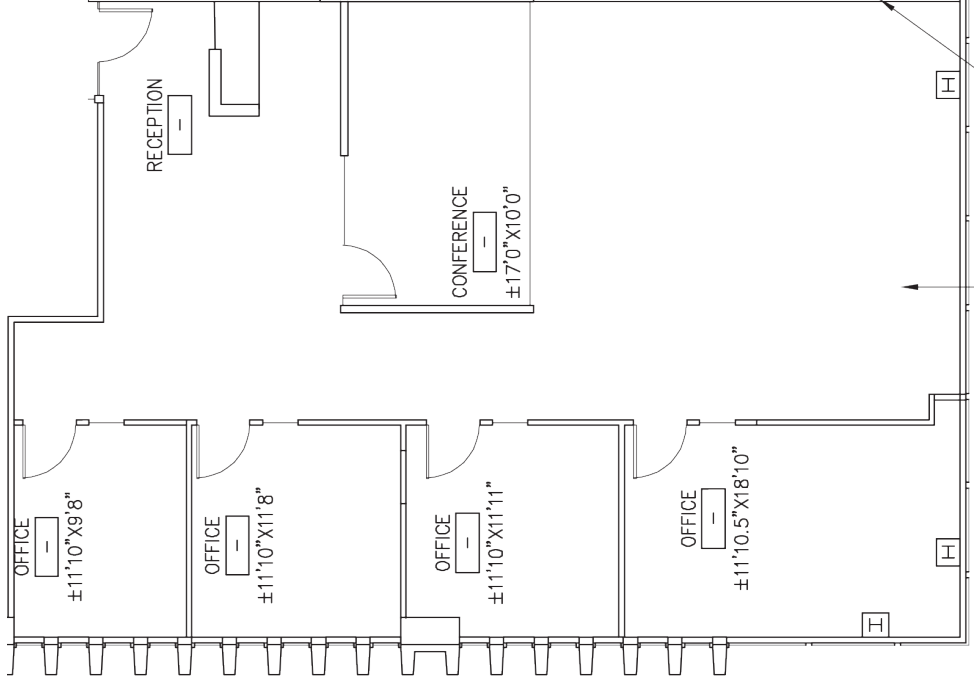 RECEPTION
CONFERENCE
±17'0"X10'0"
OFFICE
±11'10"X9'8"
OFFICE
±11'10"X11'8"
OFFICE
±11'10"X11'11"
OFFICE
±11'10.5"X18'10"
H
H
H